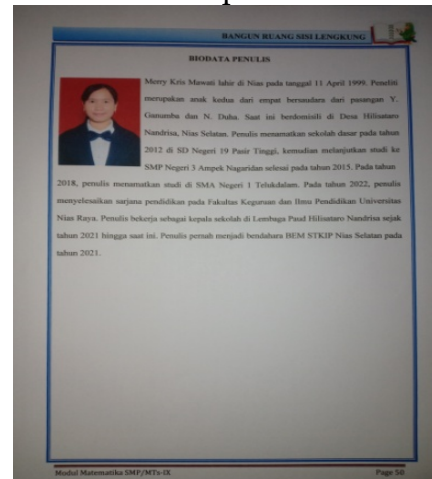 BANGUN RUANG SISI LENGKUNG
BIODATA PENULIS
Merry Kris Mawati lahir di Nias pada tanggal 11 April 1999. Peneliti
merupakan anak kedua dari empat bersaudara dari pasangan Y.
Ganumba dan N. Duha. Saat ini berdomisili di Desa Hilisataro
Nandrisa, Nias Selatan. Penulis menamatkan sekolah dasar pada tahun
2012 di SD Negeri 19 Pasir Tinggi, kemudian melanjutkan studi ke
SMP Negeri 3 Ampek Nagaridan selesai pada tahun 2015. Pada tahun
2018, penulis menamatkan studi di SMA Negeri 1 Telukdalam. Pada tahun 2022, penulis
menyelesaikan sarjana pendidikan pada Fakultas Keguruan dan Ilmu Pendidikan Universitas
Nias Raya. Penulis bekerja sebagai kepala sekolah di Lembaga Paud Hilisataro Nandrisa sejak
tahun 2021 hingga saat ini. Penulis pernah menjadi bendahara BEM STKIP Nias Selatan pada
tahun 2021.
Modul Matematika SMP/MTs-IX
Page 50